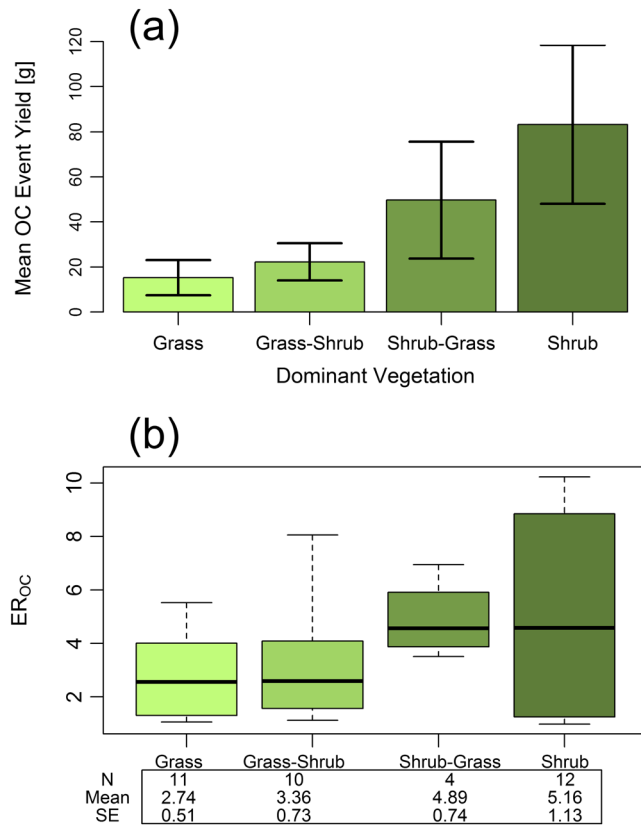 (a)
Mean OC Event Yield [g]
120
100
80
60
40
20
0
Grass Grass-Shrub Shrub-Grass Shrub
Dominant Vegetation
(b)
ER_OC
10
8
6
4
2
Grass Grass-Shrub Shrub-Grass Shrub
N 11 10 4 12
Mean 2.74 3.36 4.89 5.16
SE 0.51 0.73 0.74 1.13